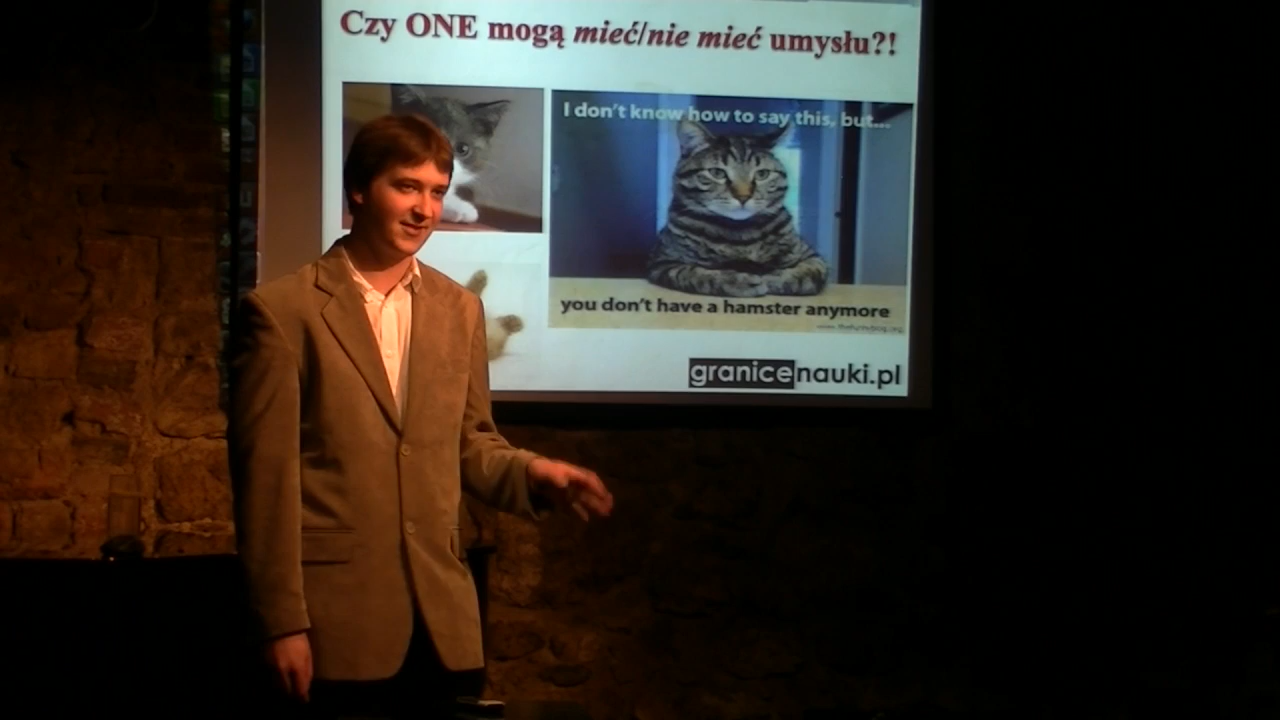 Czy ONE mogą mieć/nie mieć umysłu?!
I don't know how to say this, but...
you don't have a hamster anymore
granicenauki.pl